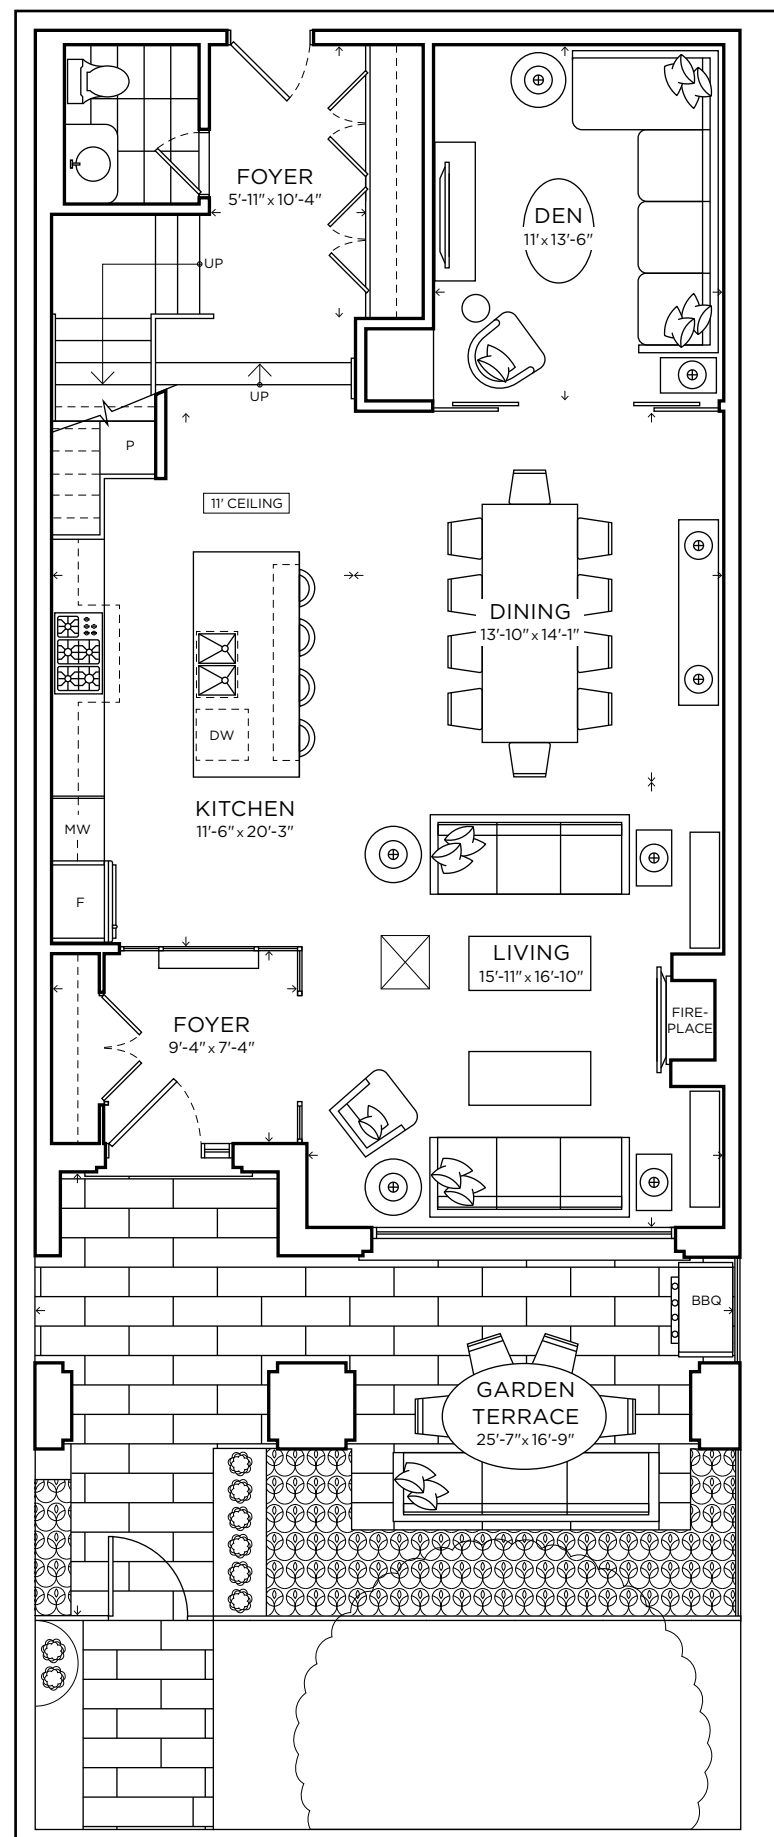 FOYER
5'-11" x 10'-4"
DEN
11' x 13'-6"
UP
UP
P
11' CEILING
DINING
13'-10" x 14'-1"
DW
KITCHEN
11'-6" x 20'-3"
MW
F
LIVING
15'-11" x 16'-10"
FIRE-
PLACE
FOYER
9'-4" x 7'-4"
BBQ
GARDEN
TERRACE
25'-7" x 16'-9"